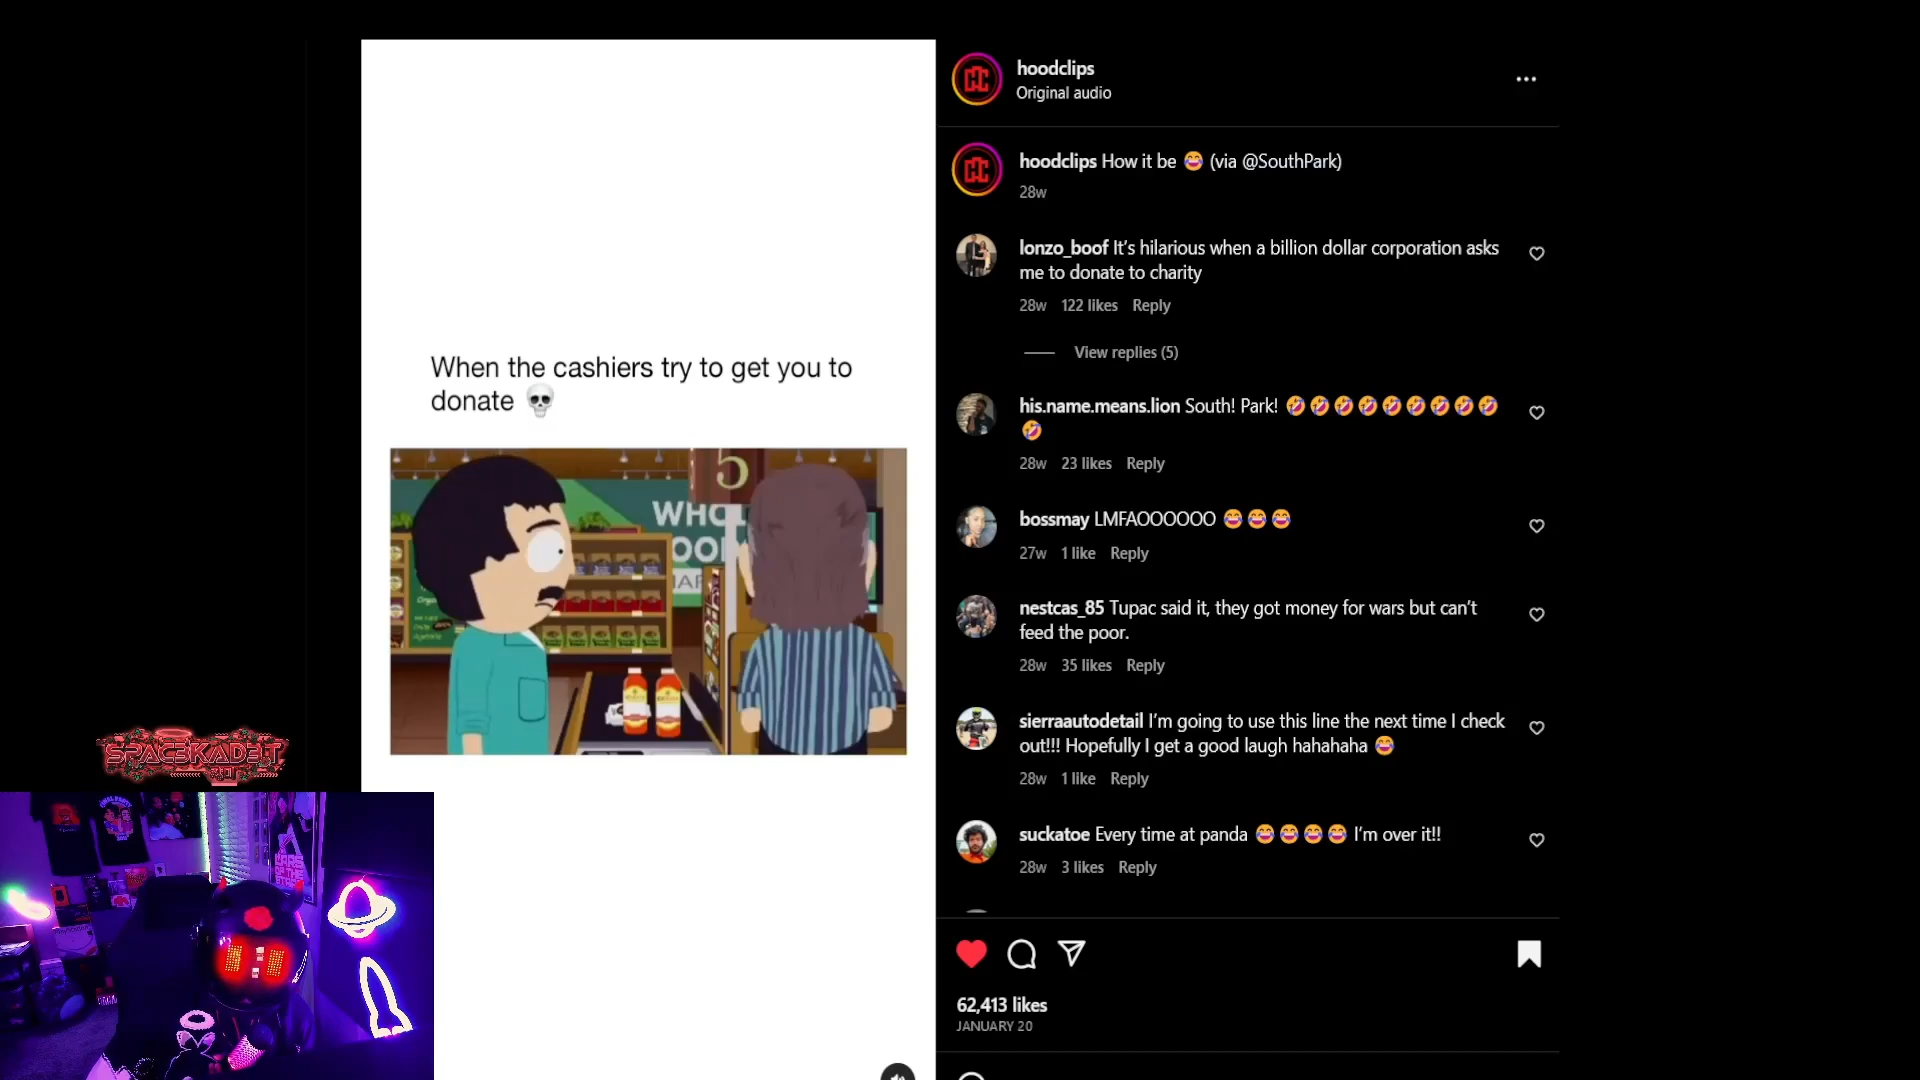 When the cashiers try to get you to
donate 💀
5
WHOL
SPAC3KAD3T
hoodclips
Original audio
hoodclips How it be 😂 (via @SouthPark)
28w
lonzo_boof It's hilarious when a billion dollar corporation asks
me to donate to charity
28w 122 likes Reply
View replies (5)
his.name.means.lion South! Park! 🤣🤣🤣🤣🤣🤣🤣🤣🤣
🤣
28w 23 likes Reply
bossmay LMFAOOOOOO 😂😂😂
27w 1 like Reply
nestcas_85 Tupac said it, they got money for wars but can't
feed the poor.
28w 35 likes Reply
sierraautodetail I'm going to use this line the next time I check
out!!! Hopefully I get a good laugh hahahaha 😂
28w 1 like Reply
suckatoe Every time at panda 😂😂😂😂 I'm over it!!
28w 3 likes Reply
62,413 likes
JANUARY 20